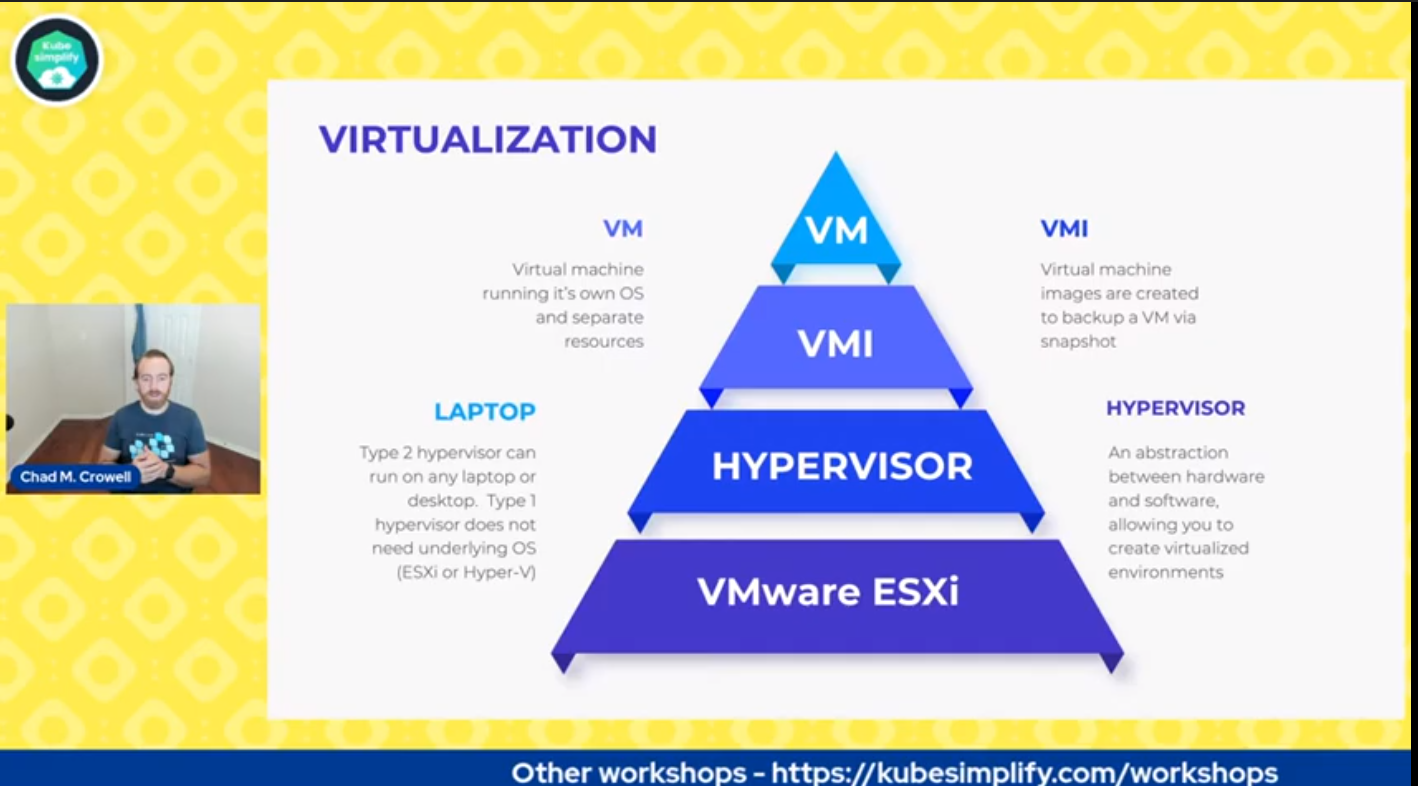 Kube
simplify
VIRTUALIZATION
VM
Virtual machine
running it's own OS
and separate
resources
LAPTOP
Type 2 hypervisor can
run on any laptop or
desktop. Type 1
hypervisor does not
need underlying OS
(ESXi or Hyper-V)
VM
VMI
HYPERVISOR
VMware ESXi
VMI
Virtual machine
images are created
to backup a VM via
snapshot
HYPERVISOR
An abstraction
between hardware
and software,
allowing you to
create virtualized
environments
Chad M. Crowell
Other workshops - https://kubesimplify.com/workshops